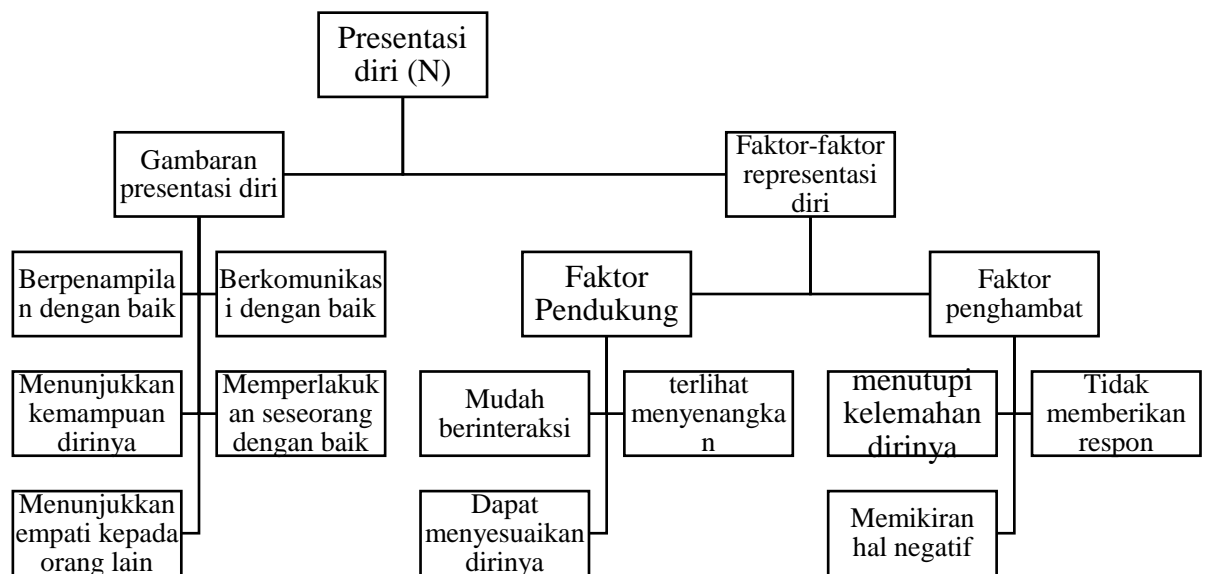 Presentasi
diri (N)
Gambaran
presentasi diri
Faktor-faktor
representasi
diri
Berpenampila
n dengan baik
Berkomunikas
i dengan baik
Menunjukkan
kemampuan
dirinya
Memperlakuk
an seseorang
dengan baik
Menunjukkan
empati kepada
orang lain
Faktor
Pendukung
Mudah
berinteraksi
terlihat
menyenangka
n
Dapat
menyesuaikan
dirinya
Faktor
penghambat
menutupi
kelemahan
dirinya
Tidak
memberikan
respon
Memikiran
hal negatif